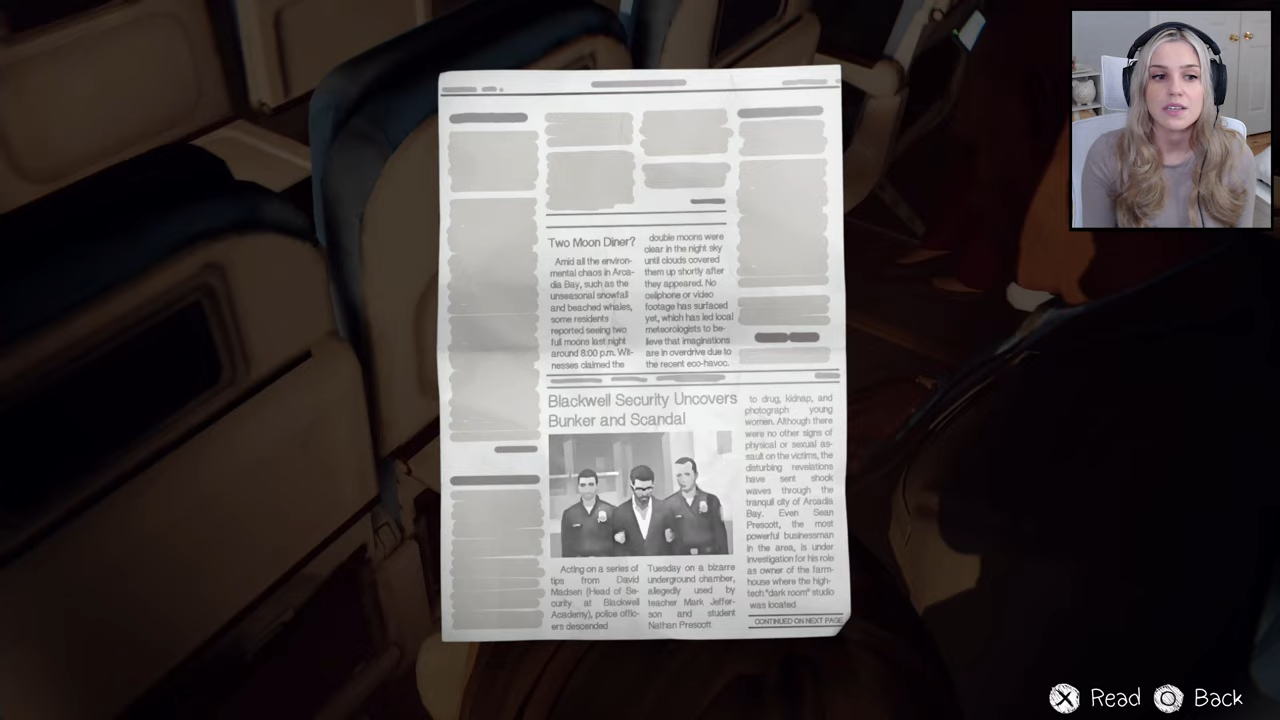 Two Moon Diner?
Amid all the environ-
mental chaos in Arca-
dia Bay, such as the
unseasonal snowfall
and beached whales,
some residents
reported seeing two
full moons last night
around 8:00 p.m. Wit-
nesses claimed the
double moons were
clear in the night sky
until clouds covered
them up shortly after
they appeared. No
cellphone or video
footage has surfaced
yet, which has led local
meteorologists to be-
lieve that imaginations
are in overdrive due to
the recent eco-havoc.
Blackwell Security Uncovers
Bunker and Scandal
Acting on a series of
tips from David
Madsen (Head of Se-
curity at Blackwell
Academy), police offic-
ers descended
Tuesday on a bizarre
underground chamber,
allegedly used by
teacher Mark Jeffer-
son and student
Nathan Prescott
to drug, kidnap, and
photograph young
women. Although there
were no other signs of
physical or sexual as-
sault on the victims, the
disturbing revelations
have sent shock
waves through the
tranquil city of Arcadia
Bay. Even Sean
Prescott, the most
powerful businessman
in the area, is under
investigation for his role
as owner of the farm-
house where the high-
tech "dark room" studio
was located
CONTINUED ON NEXT PAGE
Read Back